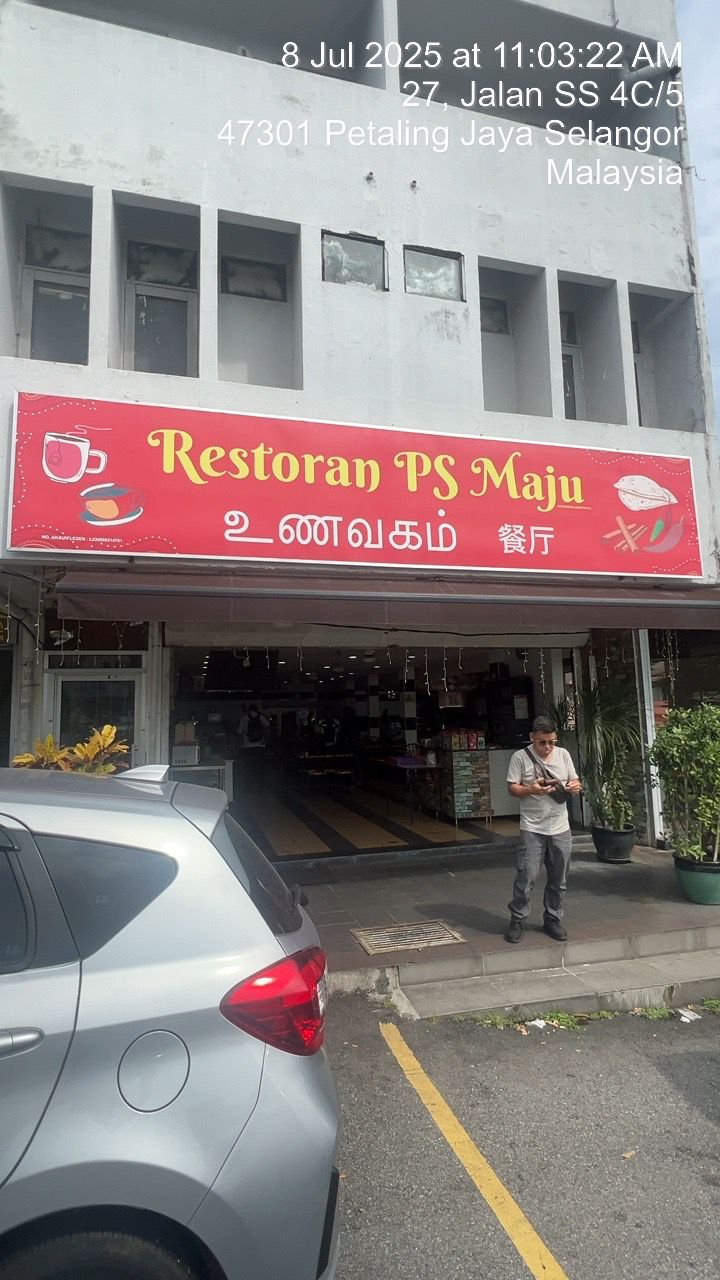 8 Jul 2025 at 11:03:22 AM
27, Jalan SS 4C/5
47301 Petaling Jaya Selangor
Malaysia
Restoran PS Maju
உணவகம் 餐厅